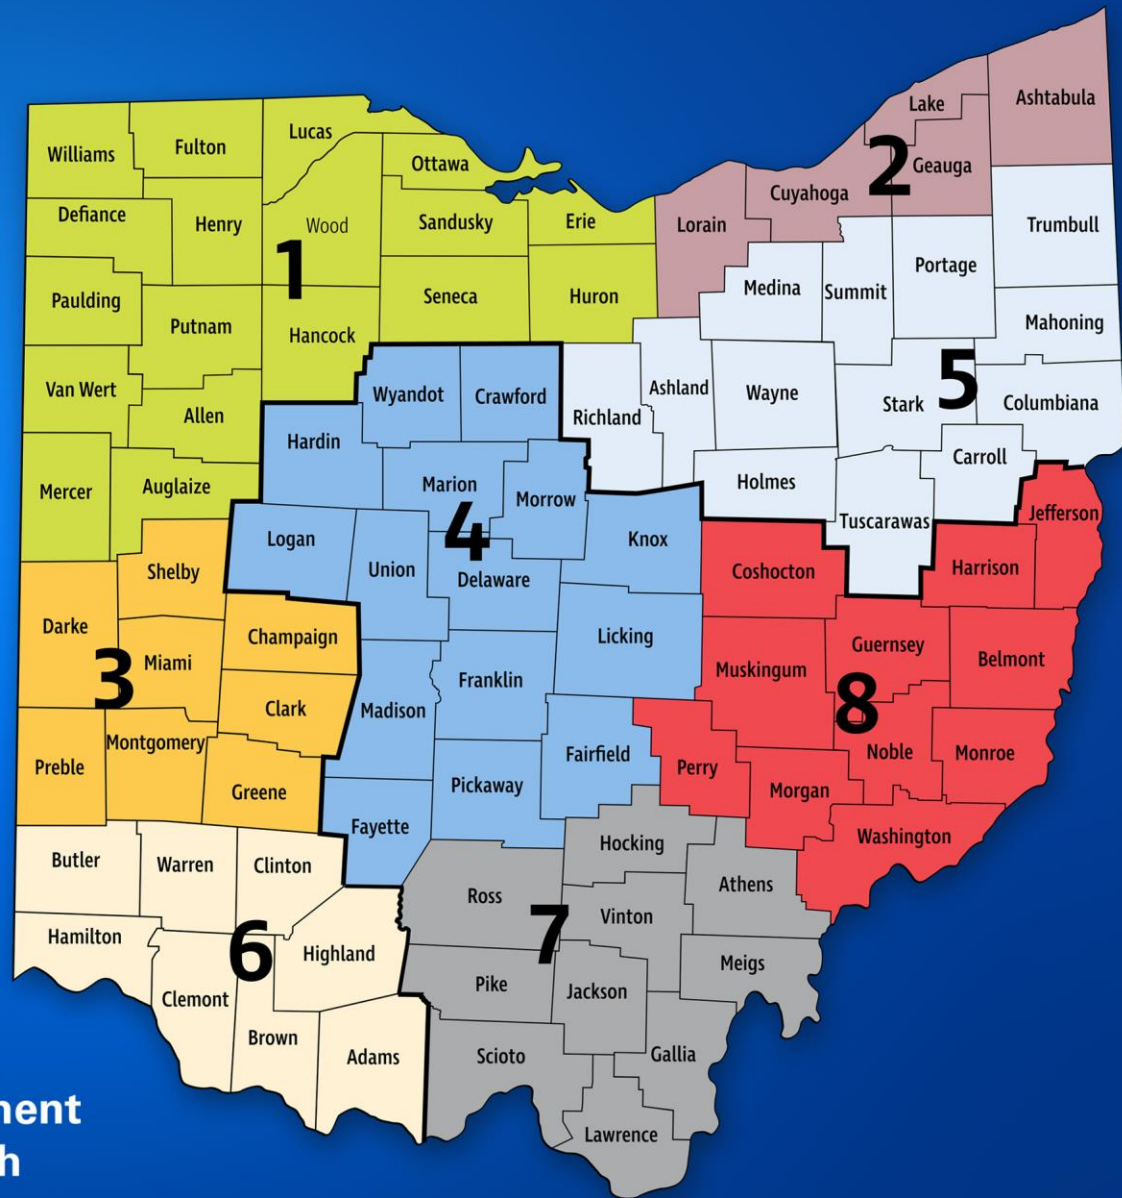 Williams
Fulton
Lucas
Defiance
Henry
Wood
Ottawa
Sandusky
Erie
Paulding
Putnam
1
Hancock
Seneca
Huron
Van Wert
Allen
Mercer
Auglaize
Lake
Ashtabula
2
Geauga
Cuyahoga
Lorain
Trumbull
Portage
Medina
Summit
Mahoning
Ashland
Wayne
5
Stark
Columbiana
Richland
Carroll
Holmes
Tuscarawas
Wyandot
Crawford
Hardin
Marion
Morrow
4
Logan
Union
Delaware
Knox
Licking
Franklin
Madison
Fairfield
Pickaway
Fayette
Shelby
Darke
Miami
Champaign
3
Clark
Montgomery
Preble
Greene
Jefferson
Coshocton
Harrison
Guernsey
Belmont
Muskingum
8
Noble
Monroe
Perry
Morgan
Washington
Butler
Warren
Clinton
Hamilton
6
Highland
Clemont
Brown
Adams
Hocking
Athens
Ross
7
Vinton
Meigs
Pike
Jackson
Scioto
Gallia
Lawrence
nent
h